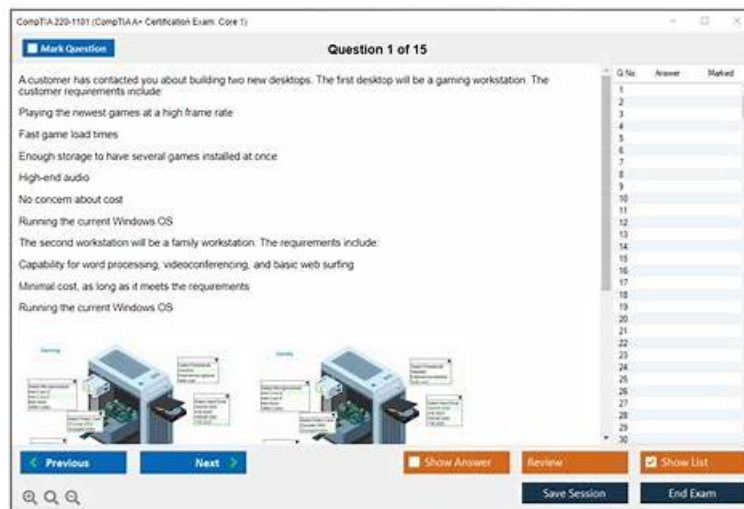 CompTIA 220-1101 (CompTIA A+ Certification Exam: Core 1)
Mark Question
Question 1 of 15
A customer has contacted you about building two new desktops. The first desktop will be a gaming workstation. The
customer requirements include:
Playing the newest games at a high frame rate
Fast game load times
Enough storage to have several games installed at once
High-end audio
No concern about cost
Running the current Windows OS
The second workstation will be a family workstation. The requirements include:
Capability for word processing, videoconferencing, and basic web surfing
Minimal cost, as long as it meets the requirements
Running the current Windows OS
Gaming
Family
Q No. Answer Marked
1
2
3
4
5
6
7
8
9
10
11
12
13
14
15
16
17
18
19
20
21
22
23
24
25
26
27
28
29
30
Previous
Next
Show Answer
Review
Show List
Save Session
End Exam